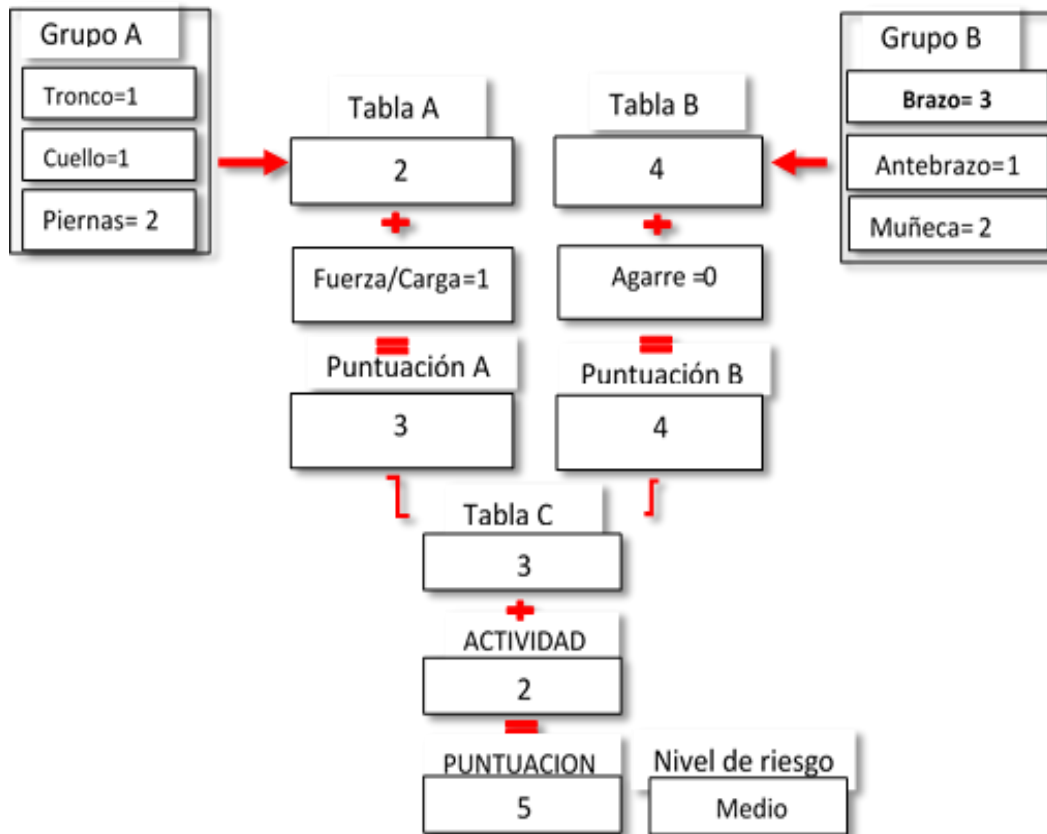 Grupo A
Tronco=1
Cuello=1
Piernas= 2
Tabla A
2
+
Fuerza/Carga=1
=
Puntuación A
3
Tabla B
4
+
Agarre =0
=
Puntuación B
4
Grupo B
Brazo= 3
Antebrazo=1
Muñeca= 2
Tabla C
3
+
ACTIVIDAD
2
=
PUNTUACION
5
Nivel de riesgo
Medio